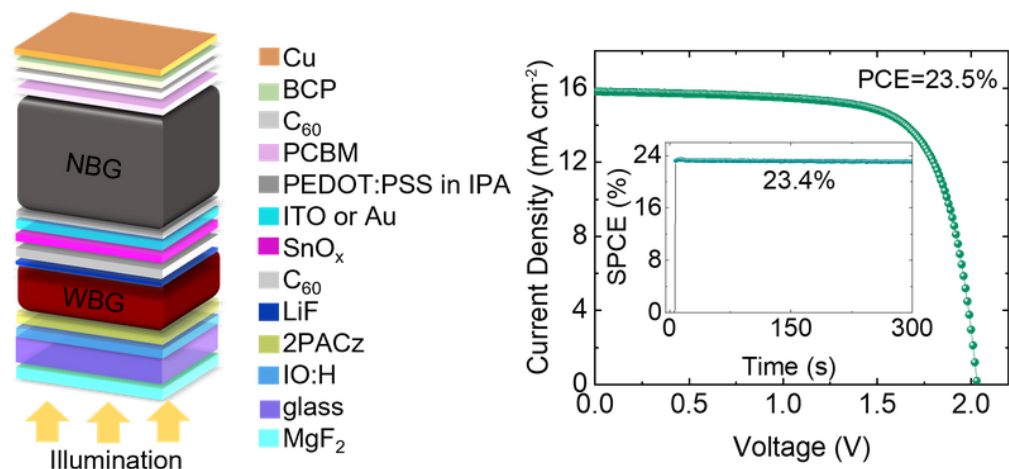 NBG
WBG
Illumination
Cu
BCP
C₆₀
PCBM
PEDOT:PSS in IPA
ITO or Au
SnOₓ
C₆₀
LiF
2PACz
IO:H
glass
MgF₂
Current Density (mA cm⁻²)
20
16
12
8
4
0
0.0 0.5 1.0 1.5 2.0
Voltage (V)
PCE=23.5%
SPCE (%)
24
16
8
0
23.4%
0 150 300
Time (s)